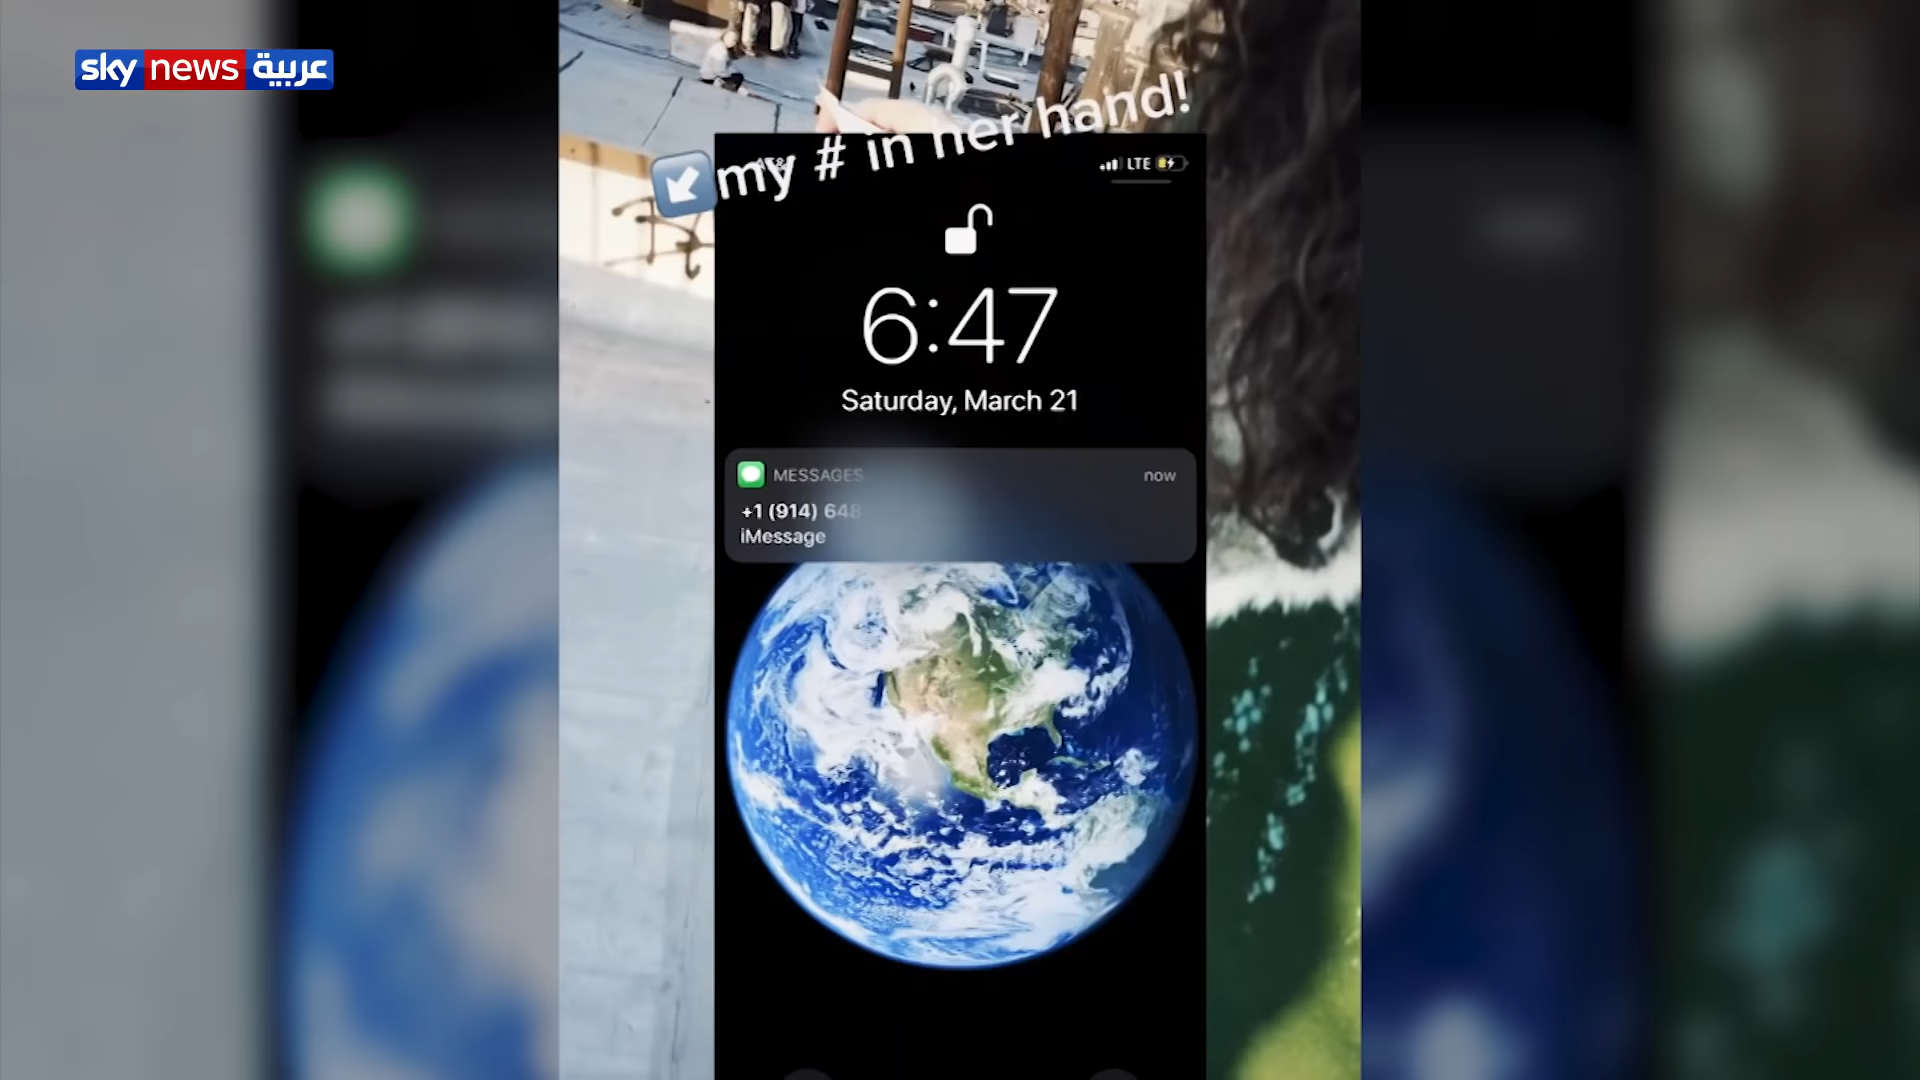 sky news عربية
my # in her hand!
LTE
6:47
Saturday, March 21
MESSAGES
now
+1 (914) 648
iMessage